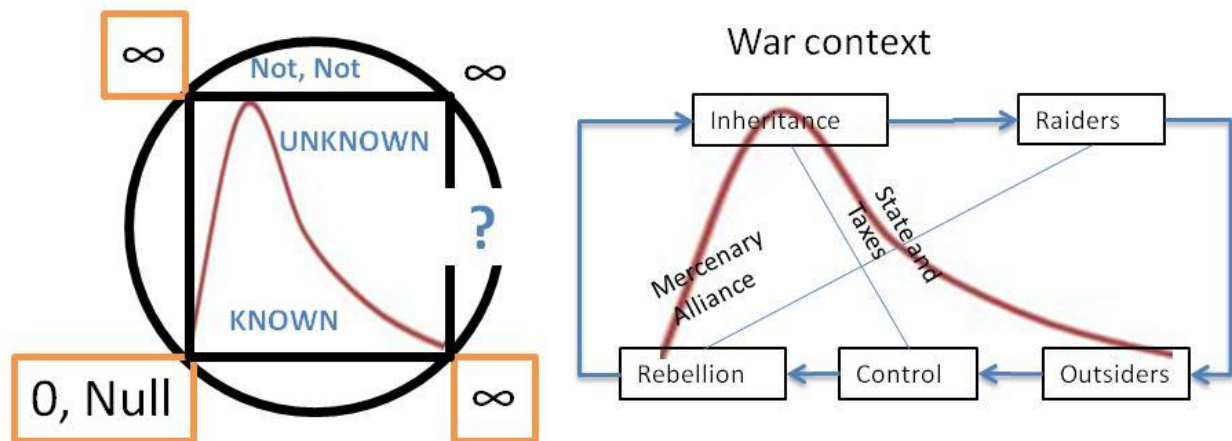 ∞
Not, Not
∞
UNKNOWN
?
KNOWN
0, Null
∞
War context
Inheritance
Raiders
Mercenary
Alliance
Taxes
State and
Rebellion
Control
Outsiders